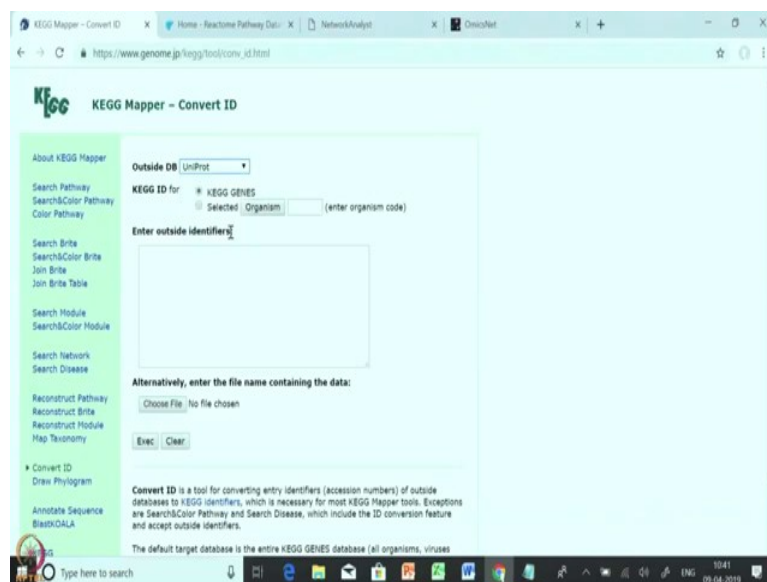 KEGG Mapper – Convert ID
Home - Reactome Pathway Data
NetworkAnalyst
OmicsNet
https://www.genome.jp/kegg/tool/conv_id.html
KEGG
KEGG Mapper – Convert ID
About KEGG Mapper
Search Pathway
Search&Color Pathway
Color Pathway
Search Brite
Search&Color Brite
Join Brite
Join Brite Table
Search Module
Search&Color Module
Search Network
Search Disease
Reconstruct Pathway
Reconstruct Brite
Reconstruct Module
Map Taxonomy
Convert ID
Draw Phylogram
Annotate Sequence
BlastKOALA
Outside DB UniProt
KEGG ID for KEGG GENES
Selected Organism (enter organism code)
Enter outside identifiers
Alternatively, enter the file name containing the data:
Choose File No file chosen
Exec Clear
Convert ID is a tool for converting entry identifiers (accession numbers) of outside
databases to KEGG identifiers, which is necessary for most KEGG Mapper tools. Exceptions
are Search&Color Pathway and Search Disease, which include the ID conversion feature
and accept outside identifiers.
The default target database is the entire KEGG GENES database (all organisms, viruses
Type here to search
ENG
10:41
09-04-2019